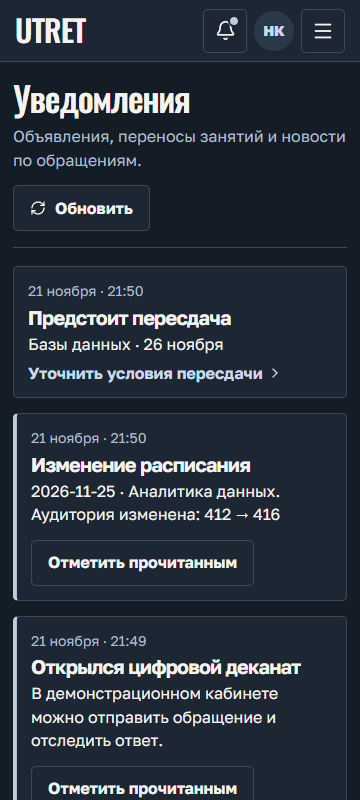 UTRET
НК
Уведомления
Объявления, переносы занятий и новости
по обращениям.
Обновить
21 ноября · 21:50
Предстоит пересдача
Базы данных · 26 ноября
Уточнить условия пересдачи
21 ноября · 21:50
Изменение расписания
2026-11-25 · Аналитика данных.
Аудитория изменена: 412 → 416
Отметить прочитанным
21 ноября · 21:49
Открылся цифровой деканат
В демонстрационном кабинете
можно отправить обращение и
отследить ответ.
Отметить прочитанным